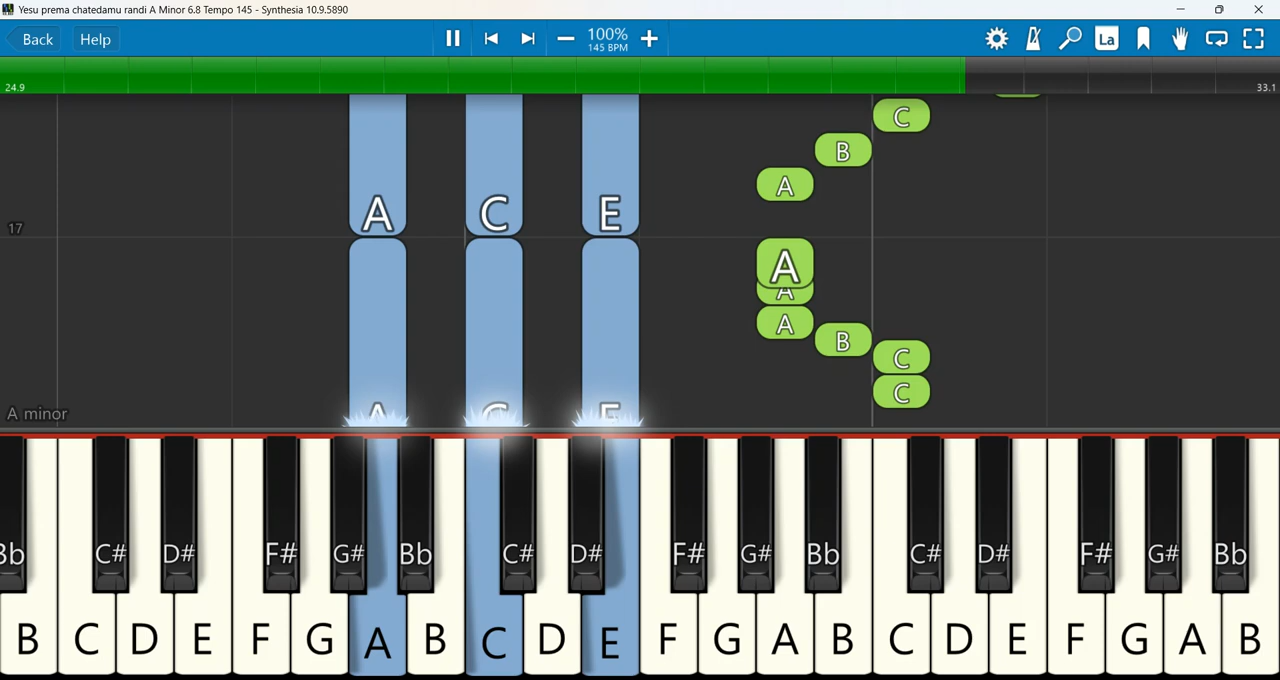 Yesu prema chatedamu randi A Minor 6.8 Tempo 145 - Synthesia 10.9.5890
Back Help 100% La
145 BPM
24.9 33.1
C
B
A
A C E
17
A
A
A
B
C
C
A minor A C E
Bb C# D# F# G# Bb C# D# F# G# Bb C# D# F# G# Bb
B C D E F G A B C D E F G A B C D E F G A B